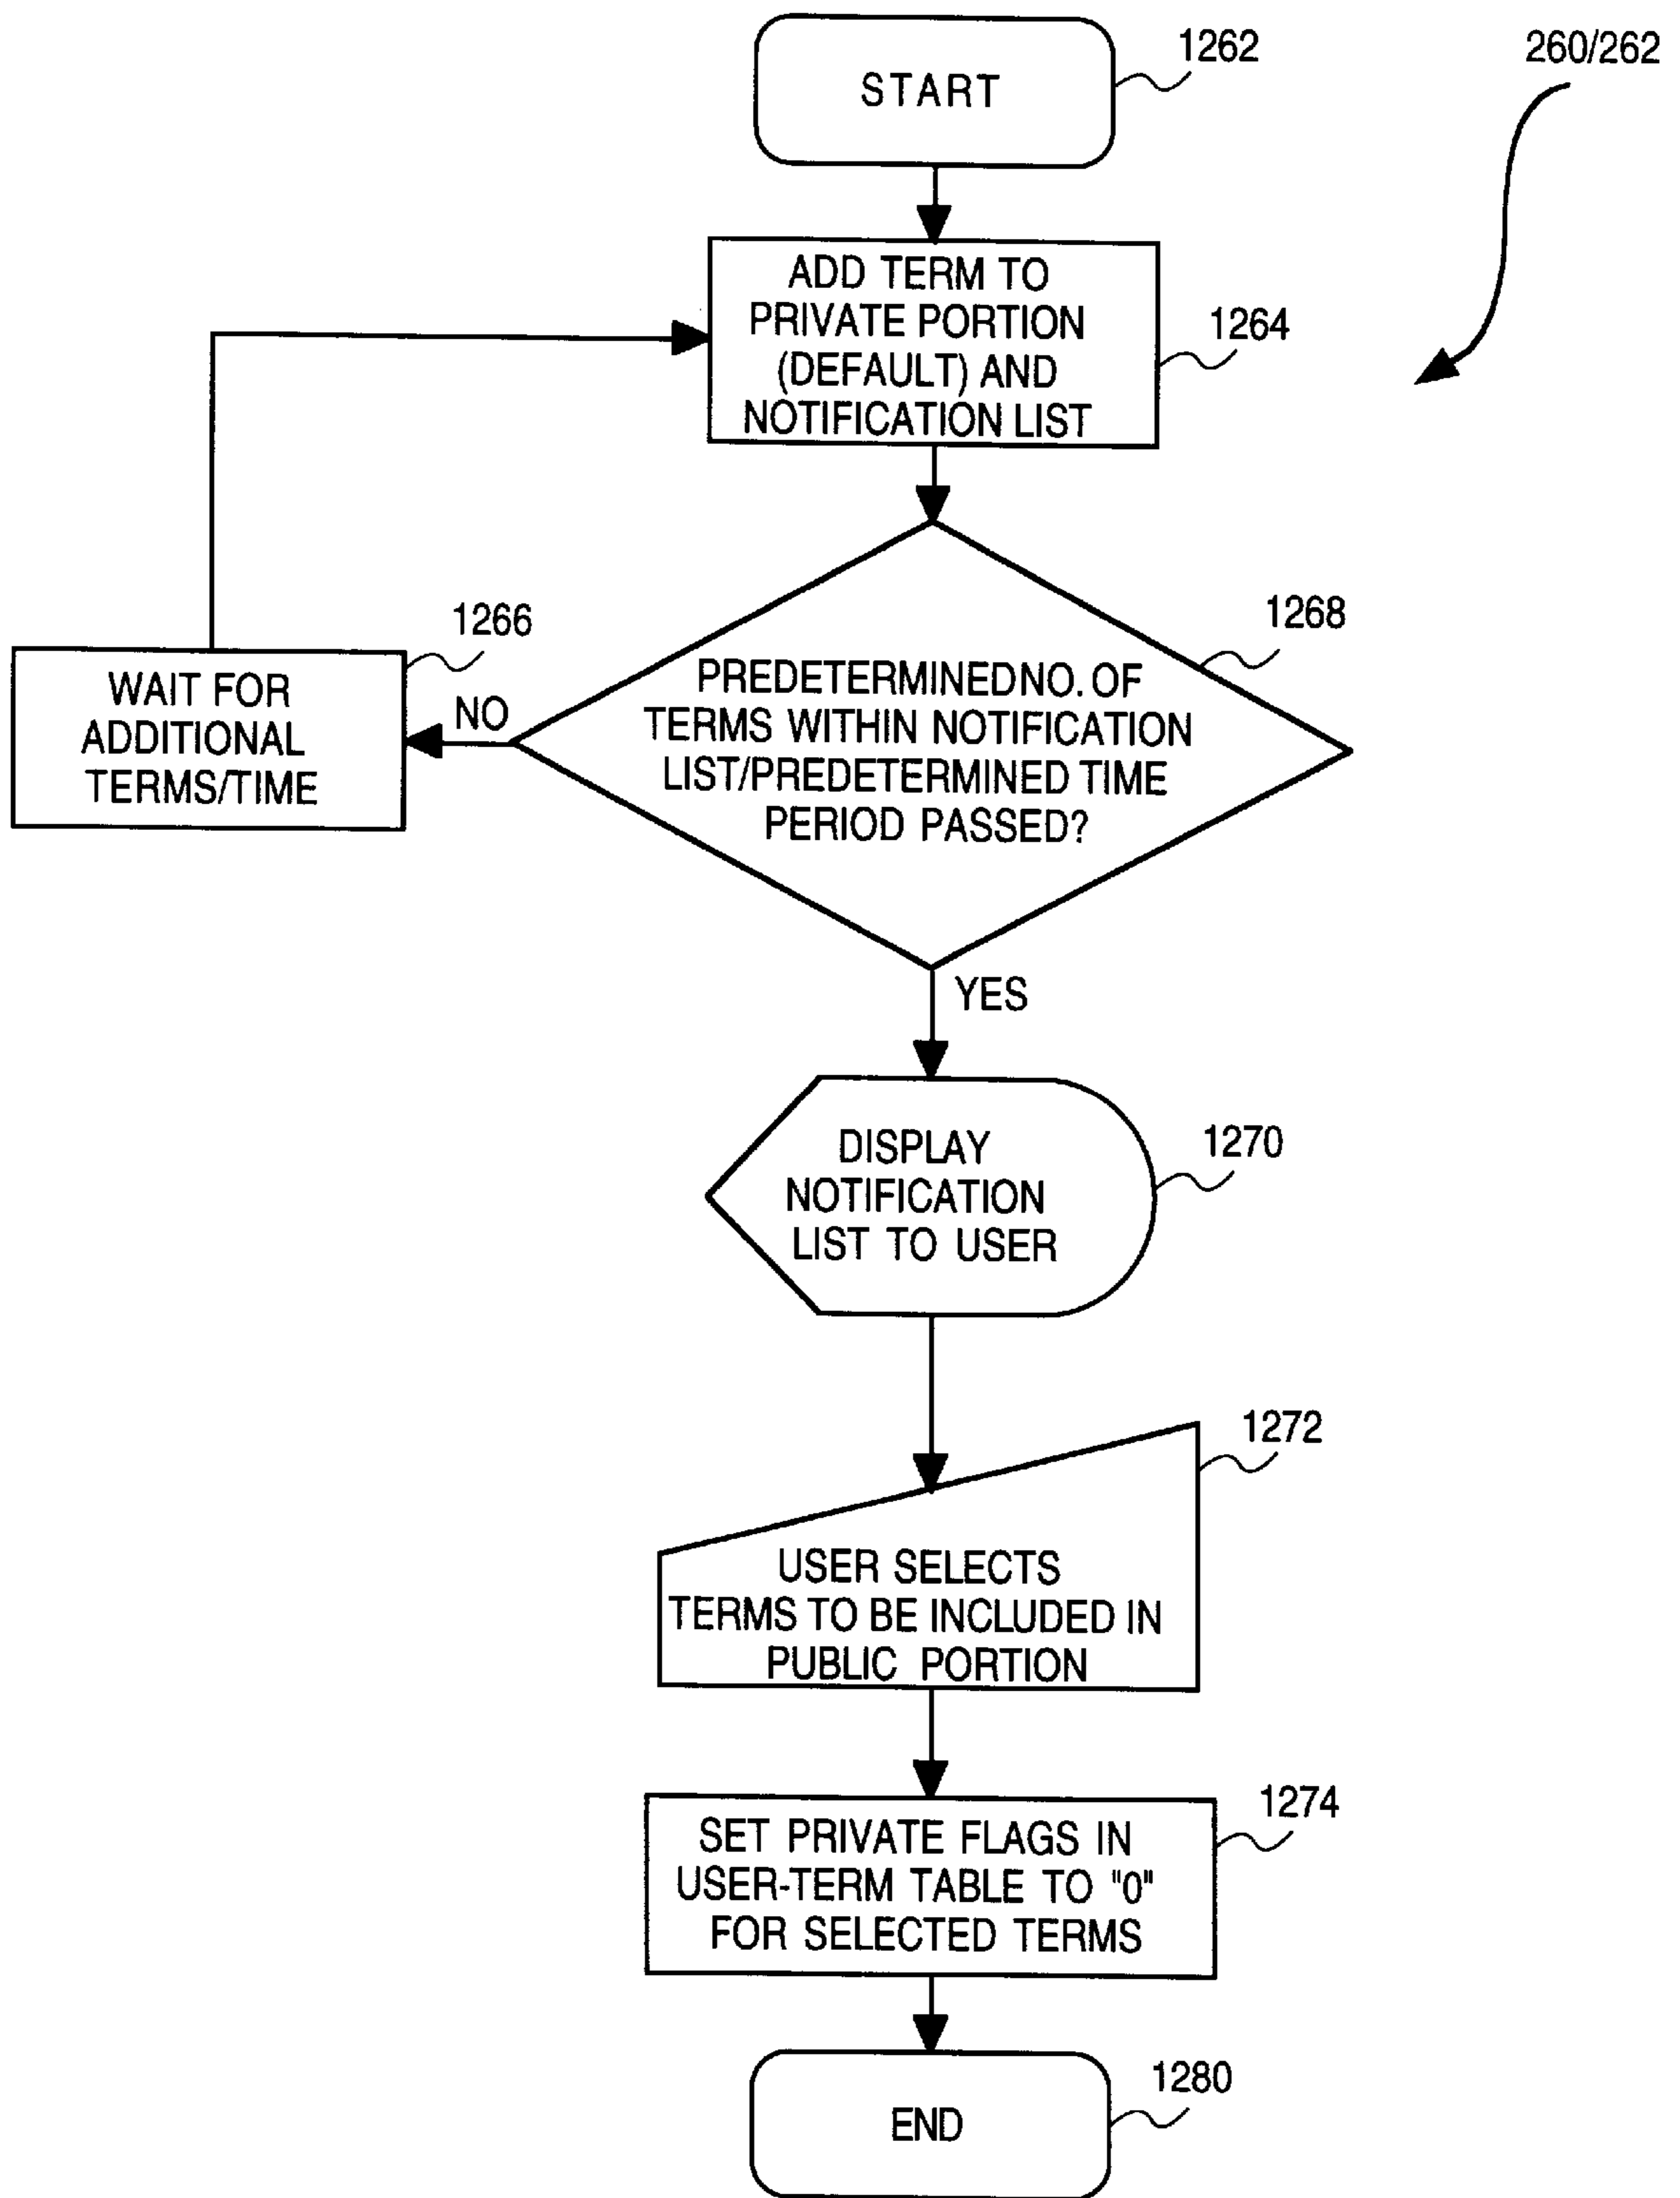 1262
260/262
START
ADD TERM TO
PRIVATE PORTION
(DEFAULT) AND
NOTIFICATION LIST
1264
1266
WAIT FOR
ADDITIONAL
TERMS/TIME
NO
1268
PREDETERMINED NO. OF
TERMS WITHIN NOTIFICATION
LIST/PREDETERMINED TIME
PERIOD PASSED?
YES
DISPLAY
NOTIFICATION
LIST TO USER
1270
1272
USER SELECTS
TERMS TO BE INCLUDED IN
PUBLIC PORTION
1274
SET PRIVATE FLAGS IN
USER-TERM TABLE TO "0"
FOR SELECTED TERMS
1280
END